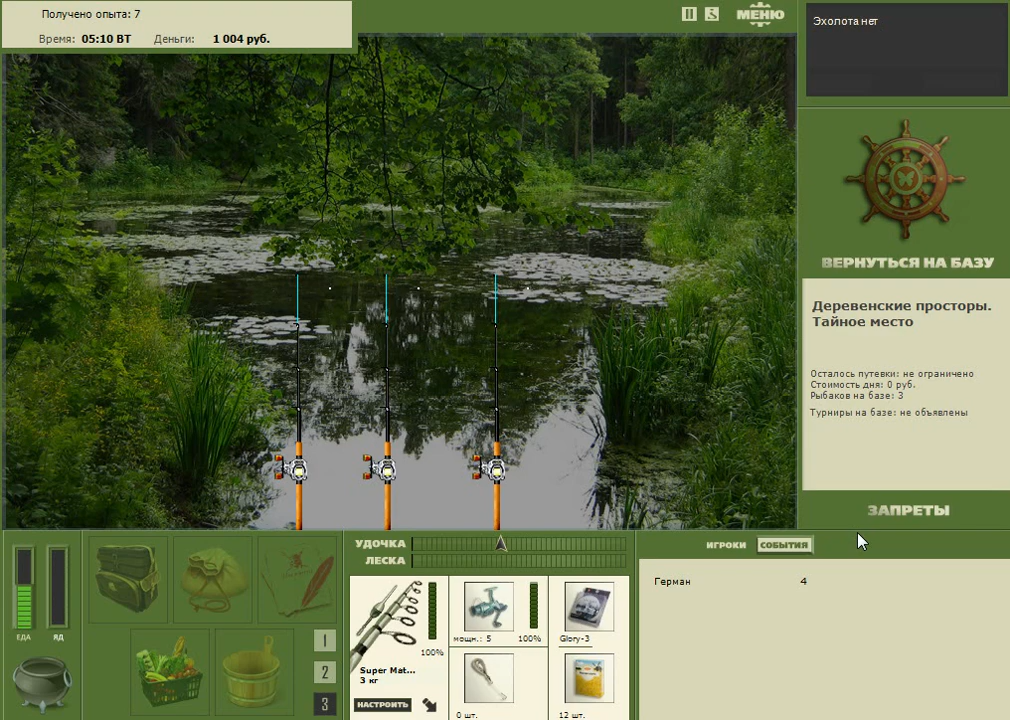 Получено опыта: 7
Время: 05:10 ВТ Деньги: 1 004 руб.
МЕНЮ
Эхолота нет
ВЕРНУТЬСЯ НА БАЗУ
Деревенские просторы.
Тайное место
Осталось путевки: не ограничено
Стоимость дня: 0 руб.
Рыбаков на базе: 3
Турниры на базе: не объявлены
ЗАПРЕТЫ
УДОЧКА
ЛЕСКА
ИГРОКИ СОБЫТИЯ
Герман 4
ЕДА ЯД
1
2
3
100%
Super Mat...
3 кг
НАСТРОИТЬ
мощн.: 5 100%
Glory-3
0 шт.
12 шт.